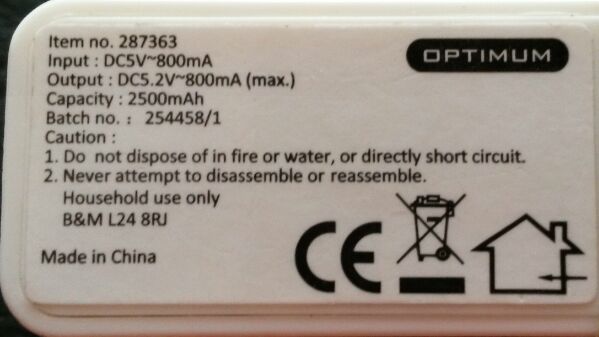 Item no. 287363
OPTIMUM
Input : DC5V~800mA
Output : DC5.2V~800mA (max.)
Capacity : 2500mAh
Batch no. : 254458/1
Caution :
1. Do not dispose of in fire or water, or directly short circuit.
2. Never attempt to disassemble or reassemble.
Household use only
B&M L24 8RJ
CE
Made in China